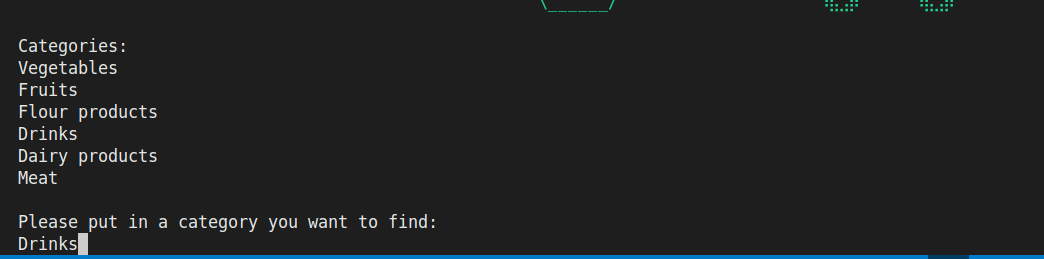 Categories:
Vegetables
Fruits
Flour products
Drinks
Dairy products
Meat
Please put in a category you want to find:
Drinks